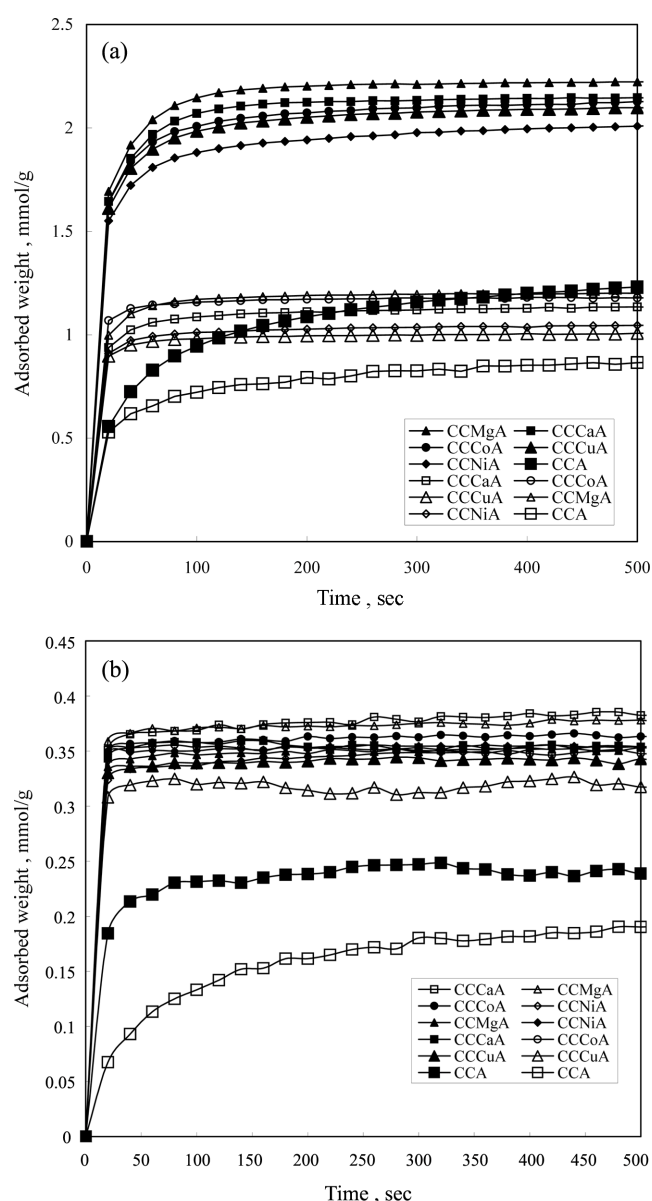 (a)
2.5
2
1.5
1
0.5
0
Adsorbed weight , mmol/g
CCMgA CCCaA
CCCoA CCCuA
CCNiA CCA
CCCaA CCCoA
CCCuA CCMgA
CCNiA CCA
0 100 200 300 400 500
Time , sec
(b)
0.45
0.4
0.35
0.3
0.25
0.2
0.15
0.1
0.05
0
Adsorbed weight , mmol/g
CCCaA CCMgA
CCCoA CCNiA
CCMgA CCNiA
CCCaA CCCoA
CCCuA CCCuA
CCA CCA
0 50 100 150 200 250 300 350 400 450 500
Time , sec